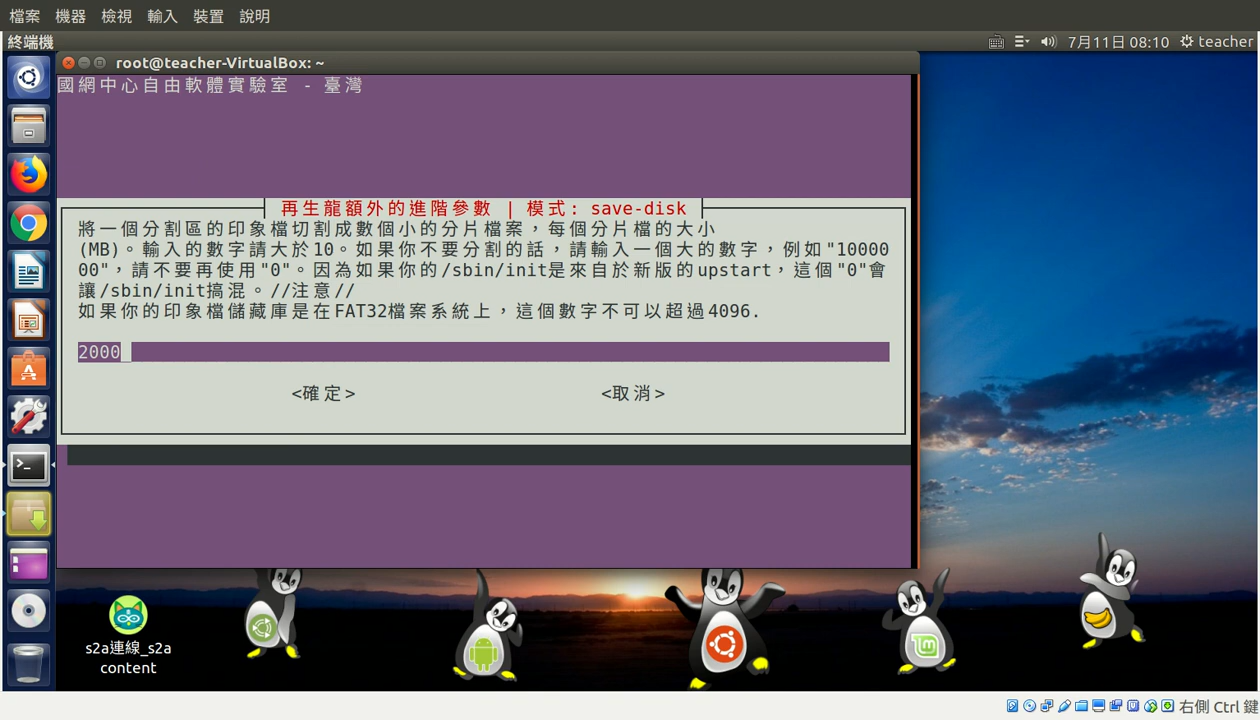 檔案 機器 檢視 輸入 裝置 說明
終端機 7月11日 08:10 teacher
root@teacher-VirtualBox: ~
國網中心自由軟體實驗室 - 臺灣
再生龍額外的進階參數 | 模式: save-disk
將一個分割區的印象檔切割成數個小的分片檔案，每個分片檔的大小
(MB)。輸入的數字請大於10。如果你不要分割的話，請輸入一個大的數字，例如"10000
00"，請不要再使用"0"。因為如果你的/sbin/init是來自於新版的upstart，這個"0"會
讓/sbin/init搞混。//注意//
如果你的印象檔儲藏庫是在FAT32檔案系統上，這個數字不可以超過4096.
2000
<確定> <取消>
s2a連線_s2a
content
右側 Ctrl 鍵